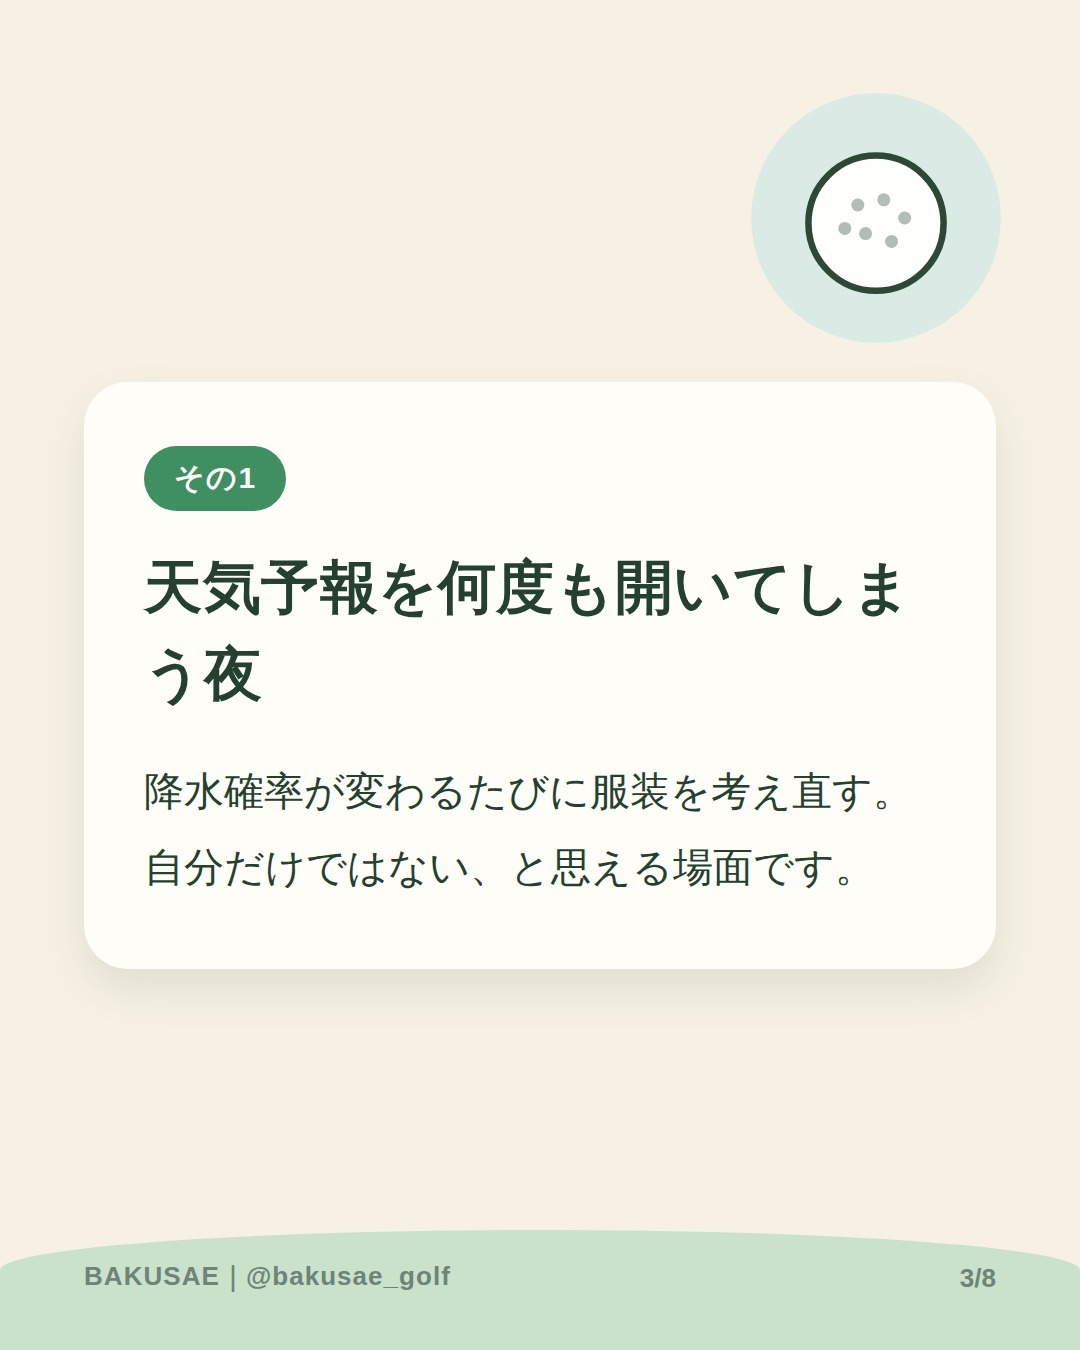 その1
天気予報を何度も開いてしま
う夜
降水確率が変わるたびに服装を考え直す。
自分だけではない、と思える場面です。
BAKUSAE | @bakusae_golf
3/8